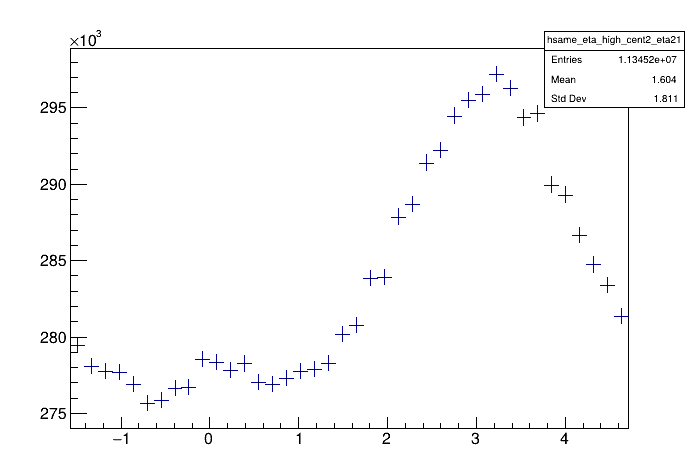 ×10³
hsame_eta_high_cent2_eta21
Entries 1.13452e+07
Mean 1.604
Std Dev 1.811
295
290
285
280
275
−1 0 1 2 3 4